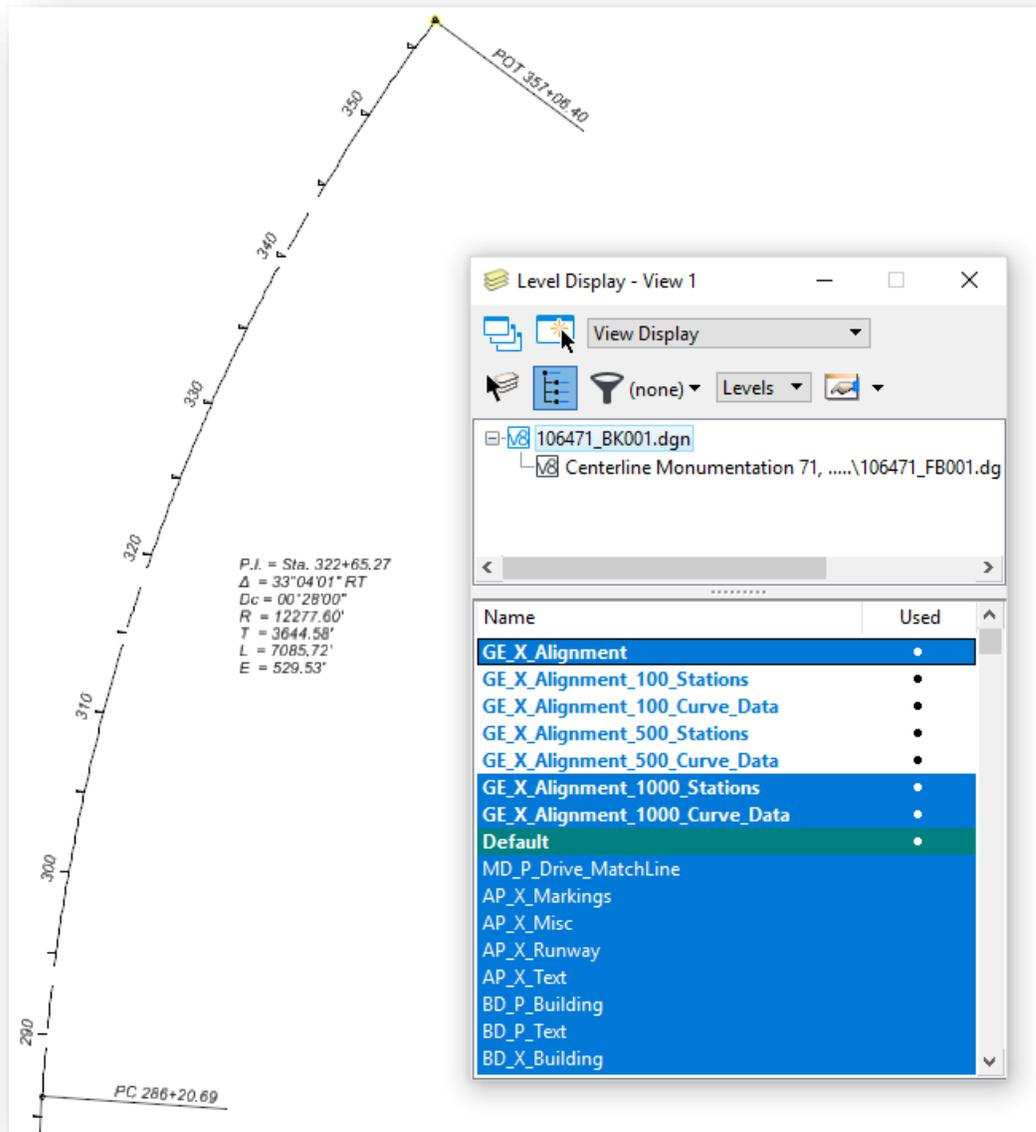 POT 357+06.40
350
340
330
320
P.I. = Sta. 322+65.27
Δ = 33°04'01" RT
Dc = 00°28'00"
R = 12277.60'
T = 3644.58'
L = 7085.72'
E = 529.53'
310
300
290
PC 286+20.69
Level Display - View 1
View Display
(none)
Levels
106471_BK001.dgn
Centerline Monumentation 71, .....\106471_FB001.dg
Name Used
GE_X_Alignment
GE_X_Alignment_100_Stations
GE_X_Alignment_100_Curve_Data
GE_X_Alignment_500_Stations
GE_X_Alignment_500_Curve_Data
GE_X_Alignment_1000_Stations
GE_X_Alignment_1000_Curve_Data
Default
MD_P_Drive_MatchLine
AP_X_Markings
AP_X_Misc
AP_X_Runway
AP_X_Text
BD_P_Building
BD_P_Text
BD_X_Building